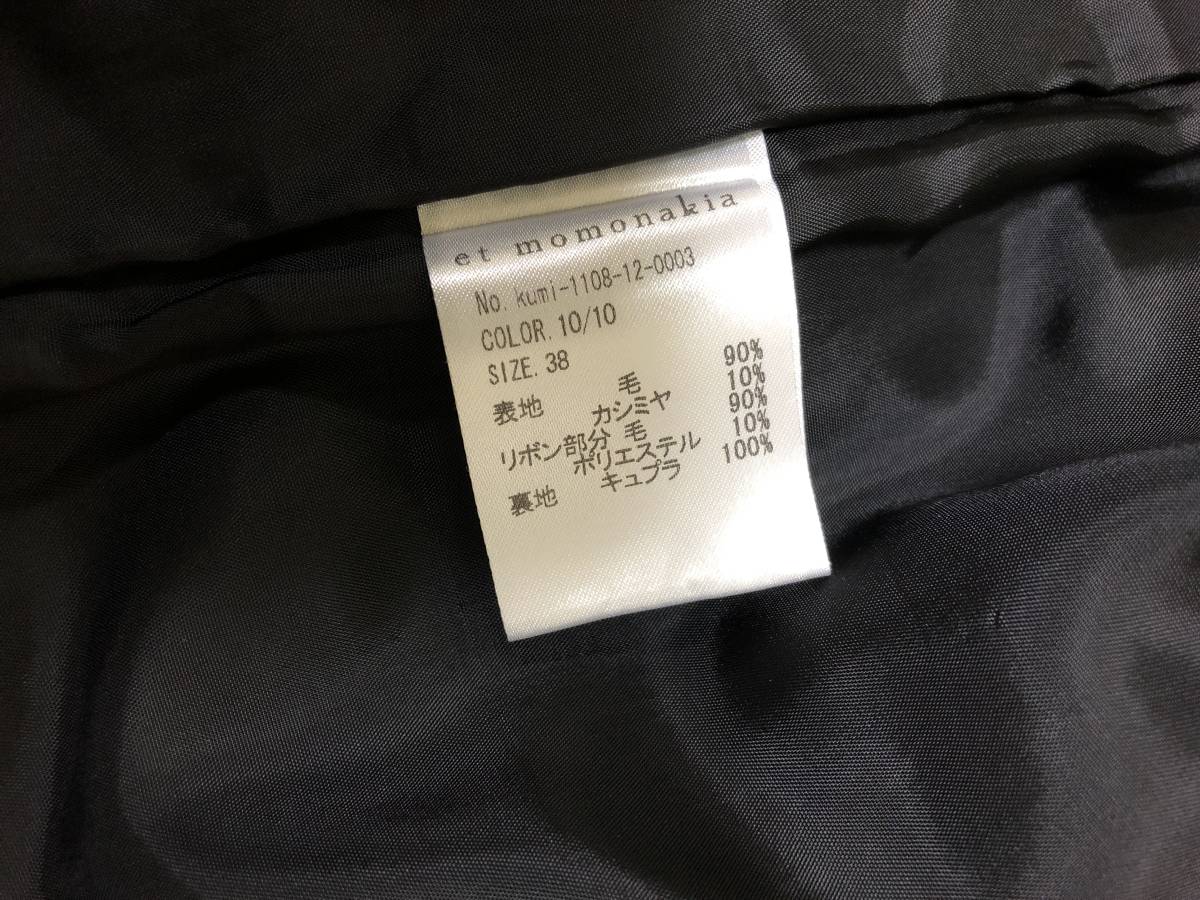 et momonakia
No. kumi-1108-12-0003
COLOR. 10/10
SIZE. 38
表地 毛 90%
カシミヤ 10%
リボン部分 毛 90%
ポリエステル 10%
裏地 キュプラ 100%